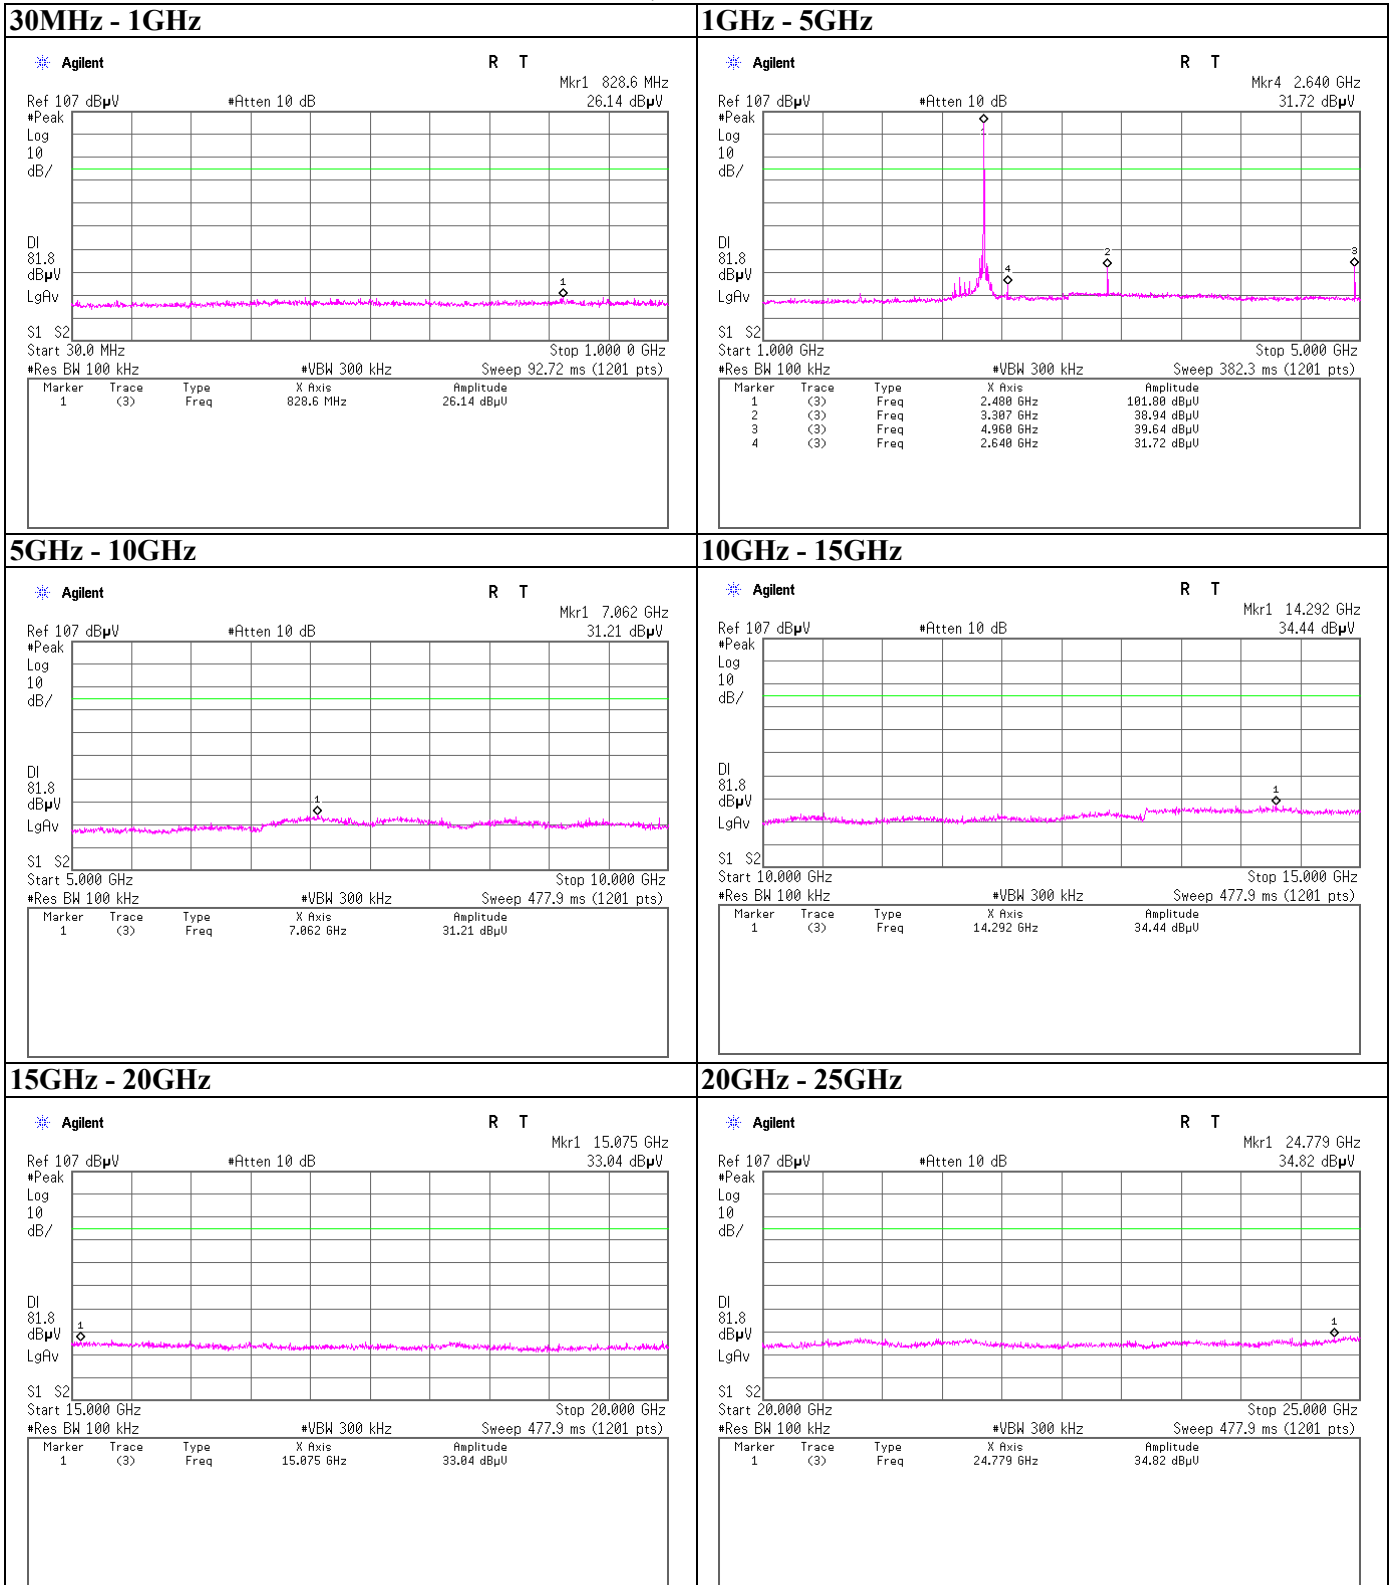 30MHz - 1GHz
Agilent
R T
Mkr1 828.6 MHz
Ref 107 dBµV #Atten 10 dB 26.14 dBµV
#Peak
Log
10
dB/
1
DI
81.8
dBµV
LgAv
S1 S2
Start 30.0 MHz Stop 1.000 0 GHz
#Res BW 100 kHz #VBW 300 kHz Sweep 92.72 ms (1201 pts)
Marker Trace Type X Axis Amplitude
1 (3) Freq 828.6 MHz 26.14 dBµV
1GHz - 5GHz
Agilent
R T
Mkr4 2.640 GHz
Ref 107 dBµV #Atten 10 dB 31.72 dBµV
#Peak
Log
10
dB/
1
2
3
4
DI
81.8
dBµV
LgAv
S1 S2
Start 1.000 GHz Stop 5.000 GHz
#Res BW 100 kHz #VBW 300 kHz Sweep 382.3 ms (1201 pts)
Marker Trace Type X Axis Amplitude
1 (3) Freq 2.480 GHz 101.80 dBµV
2 (3) Freq 3.307 GHz 38.94 dBµV
3 (3) Freq 4.960 GHz 39.64 dBµV
4 (3) Freq 2.640 GHz 31.72 dBµV
5GHz - 10GHz
Agilent
R T
Mkr1 7.062 GHz
Ref 107 dBµV #Atten 10 dB 31.21 dBµV
#Peak
Log
10
dB/
1
DI
81.8
dBµV
LgAv
S1 S2
Start 5.000 GHz Stop 10.000 GHz
#Res BW 100 kHz #VBW 300 kHz Sweep 477.9 ms (1201 pts)
Marker Trace Type X Axis Amplitude
1 (3) Freq 7.062 GHz 31.21 dBµV
10GHz - 15GHz
Agilent
R T
Mkr1 14.292 GHz
Ref 107 dBµV #Atten 10 dB 34.44 dBµV
#Peak
Log
10
dB/
1
DI
81.8
dBµV
LgAv
S1 S2
Start 10.000 GHz Stop 15.000 GHz
#Res BW 100 kHz #VBW 300 kHz Sweep 477.9 ms (1201 pts)
Marker Trace Type X Axis Amplitude
1 (3) Freq 14.292 GHz 34.44 dBµV
15GHz - 20GHz
Agilent
R T
Mkr1 15.075 GHz
Ref 107 dBµV #Atten 10 dB 33.04 dBµV
#Peak
Log
10
dB/
1
DI
81.8
dBµV
LgAv
S1 S2
Start 15.000 GHz Stop 20.000 GHz
#Res BW 100 kHz #VBW 300 kHz Sweep 477.9 ms (1201 pts)
Marker Trace Type X Axis Amplitude
1 (3) Freq 15.075 GHz 33.04 dBµV
20GHz - 25GHz
Agilent
R T
Mkr1 24.779 GHz
Ref 107 dBµV #Atten 10 dB 34.82 dBµV
#Peak
Log
10
dB/
1
DI
81.8
dBµV
LgAv
S1 S2
Start 20.000 GHz Stop 25.000 GHz
#Res BW 100 kHz #VBW 300 kHz Sweep 477.9 ms (1201 pts)
Marker Trace Type X Axis Amplitude
1 (3) Freq 24.779 GHz 34.82 dBµV